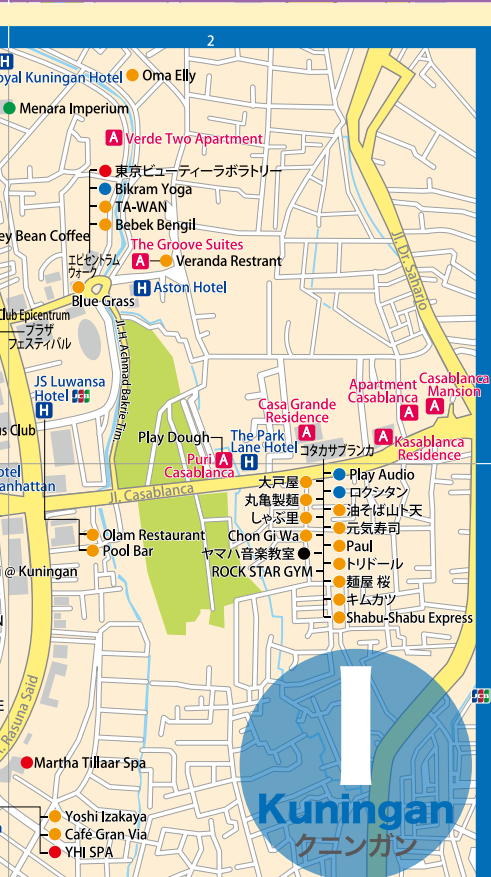 2
H
oyal Kuningan Hotel
Oma Elly
Menara Imperium
A Verde Two Apartment
東京ビューティーラボラトリー
Bikram Yoga
TA-WAN
Bebek Bengil
ey Bean Coffee
The Groove Suites
A
Veranda Restrant
エピセントラム
ウォーク
H Aston Hotel
Blue Grass
Jl. Dr. Saharjo
lub Epicentrum
プラザ
フェスティバル
Jl. H. Achmad Bakrie Tim
JS Luwansa
Hotel JCB
H
Apartment
Casablanca
A
Casablanca
Mansion
A
Casa Grande
Residence
A
us Club
Play Dough
The Park
Lane Hotel
H
コタカサブランカ
A
Kasablanca
Residence
Puri
Casablanca
A
otel
anhattan
Jl. Casablanca
大戸屋
丸亀製麺
しゃぶ里
Chon Gi Wa
ヤマハ音楽教室
ROCK STAR GYM
Play Audio
ロクシタン
油そば山ト天
元気寿司
Paul
トリドール
麺屋 桜
キムカツ
Shabu-Shabu Express
Olam Restaurant
Pool Bar
i @ Kuningan
. Rasuna Said
E
JCB
Martha Tillaar Spa
Yoshi Izakaya
Café Gran Via
YHI SPA
I
Kuningan
クニンガン